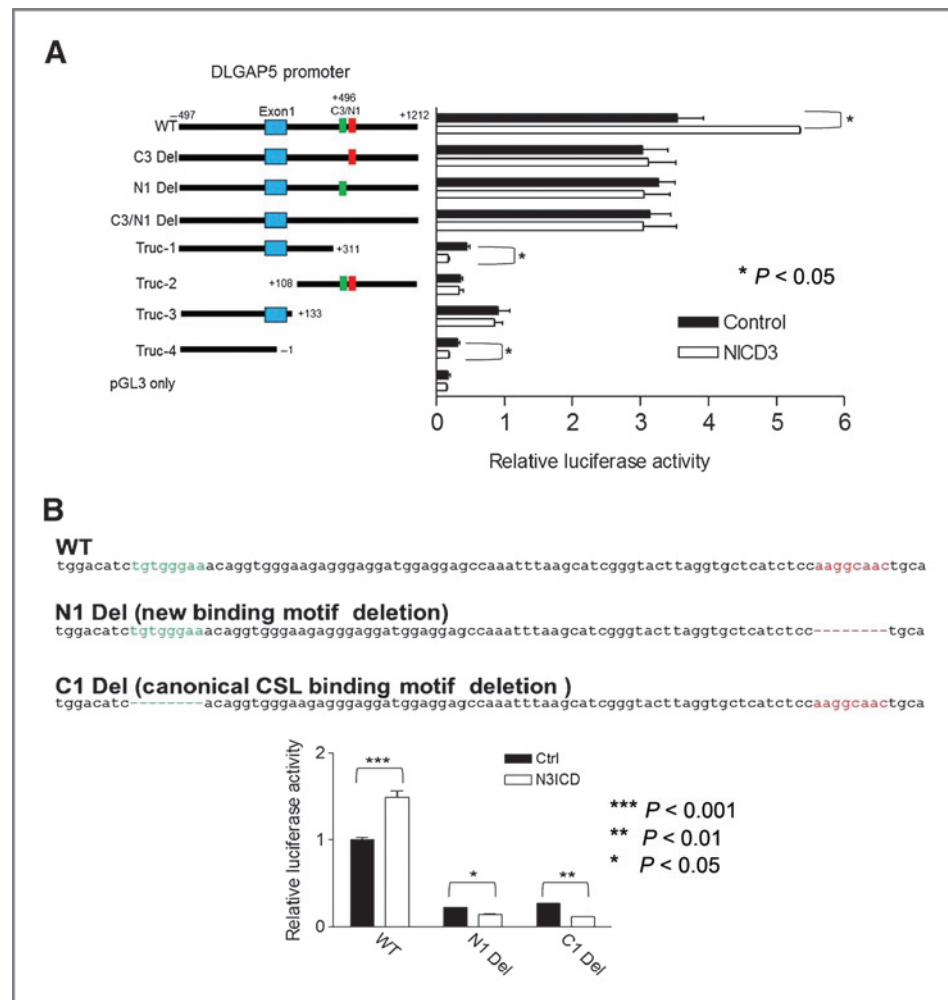 A
DLGAP5 promoter
−497 Exon1 +496 C3/N1 +1212
WT
*
C3 Del
N1 Del
C3/N1 Del
Truc-1 +311
*
Truc-2 +108
* P < 0.05
Truc-3 +133
Control
Truc-4 −1
*
NICD3
pGL3 only
0 1 2 3 4 5 6
Relative luciferase activity
B
WT
tggacatctgtgggaaacaggtgggaagagggaggatggaggagccaaatttaagcatcgggtacttaggtgctcatctccaaggcaactgca
N1 Del (new binding motif deletion)
tggacatctgtgggaaacaggtgggaagagggaggatggaggagccaaatttaagcatcgggtacttaggtgctcatctcc--------tgca
C1 Del (canonical CSL binding motif deletion )
tggacatc--------acaggtgggaagagggaggatggaggagccaaatttaagcatcgggtacttaggtgctcatctccaaggcaactgca
Relative luciferase activity
2
1
0
***
*
**
Ctrl
N3ICD
*** P < 0.001
** P < 0.01
* P < 0.05
WT
N1 Del
C1 Del